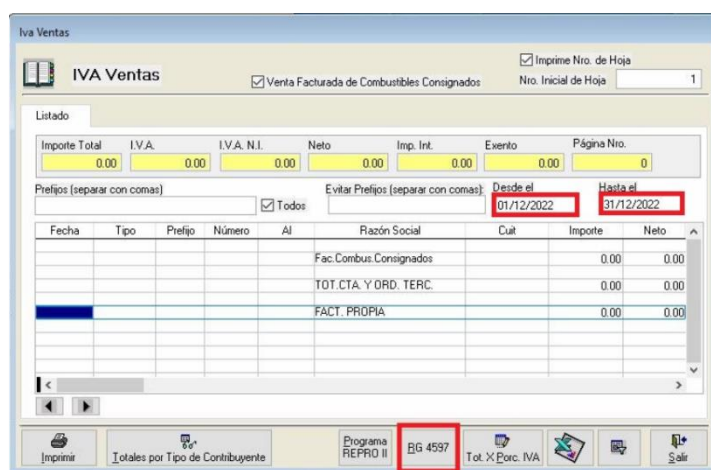 Iva Ventas
IVA Ventas
Venta Facturada de Combustibles Consignados
Imprime Nro. de Hoja
Nro. Inicial de Hoja 1
Listado
Importe Total I.V.A. I.V.A. N.I. Neto Imp. Int. Exento Página Nro.
0.00 0.00 0.00 0.00 0.00 0.00 0
Prefijos (separar con comas) Evitar Prefijos (separar con comas): Desde el Hasta el
Todos 01/12/2022 31/12/2022
Fecha Tipo Prefijo Número Al Razón Social Cuit Importe Neto
Fac.Combus.Consignados 0.00 0.00
TOT.CTA. Y ORD. TERC. 0.00 0.00
FACT. PROPIA 0.00 0.00
Imprimir Totales por Tipo de Contribuyente Programa REPRO II RG 4597 Tot. X Porc. IVA Salir